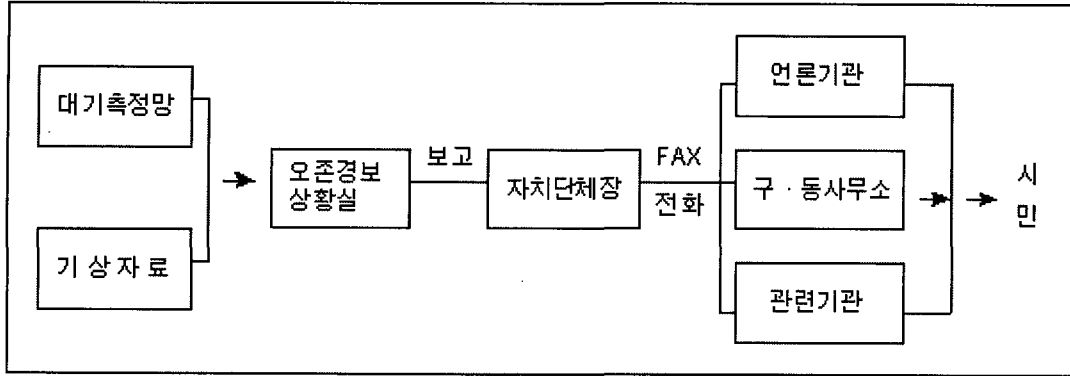 대기측정망
기 상 자 료
오존경보
상황실
보고
자치단체장
FAX
전화
언론기관
구 · 동사무소
관련기관
시
민